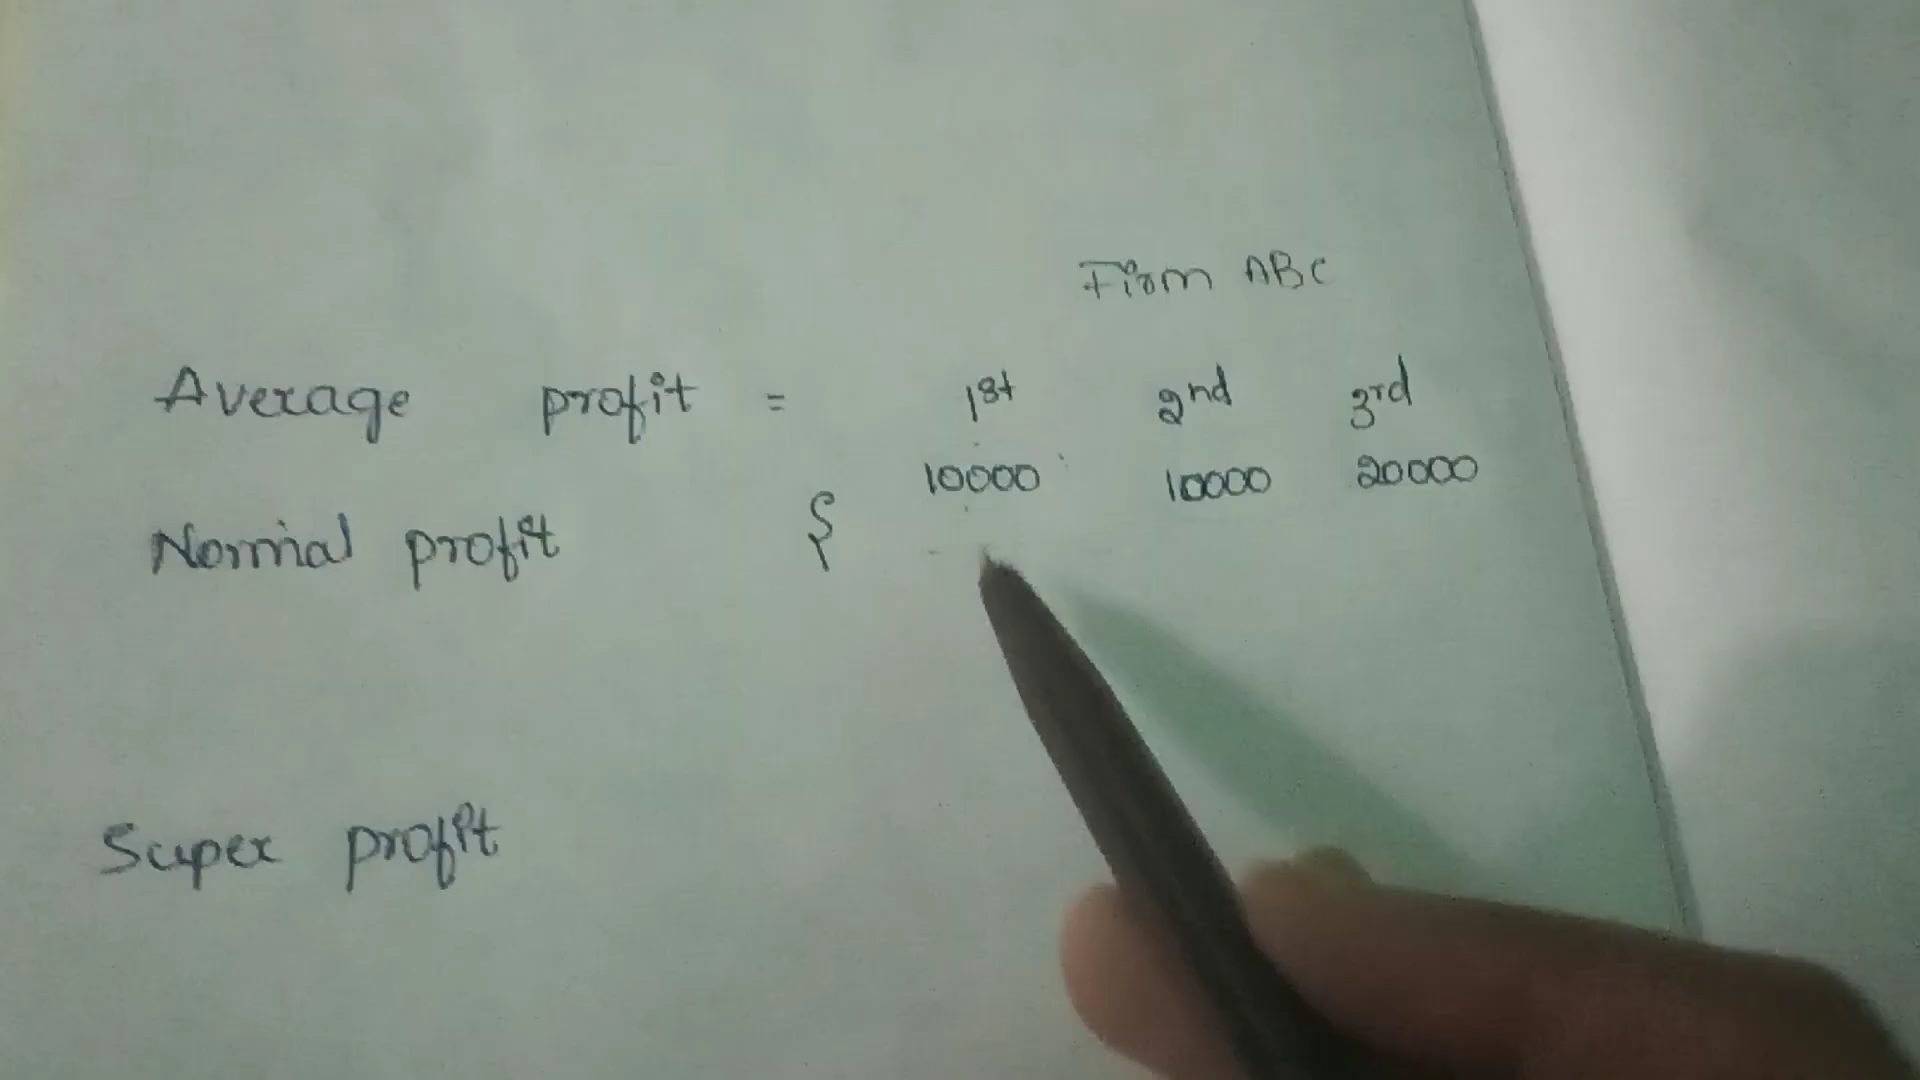 Firm ABC
Average profit = 1st 2nd 3rd
10000 10000 20000
Normal profit
Super profit